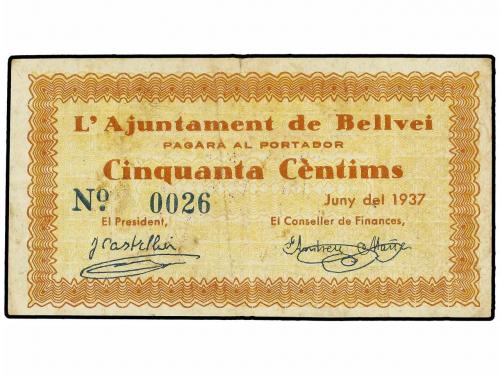 L'Ajuntament de Bellvei
PAGARÀ AL PORTADOR
Cinquanta Cèntims
Nº 0026 Juny del 1937
El President, El Conseller de Finances,